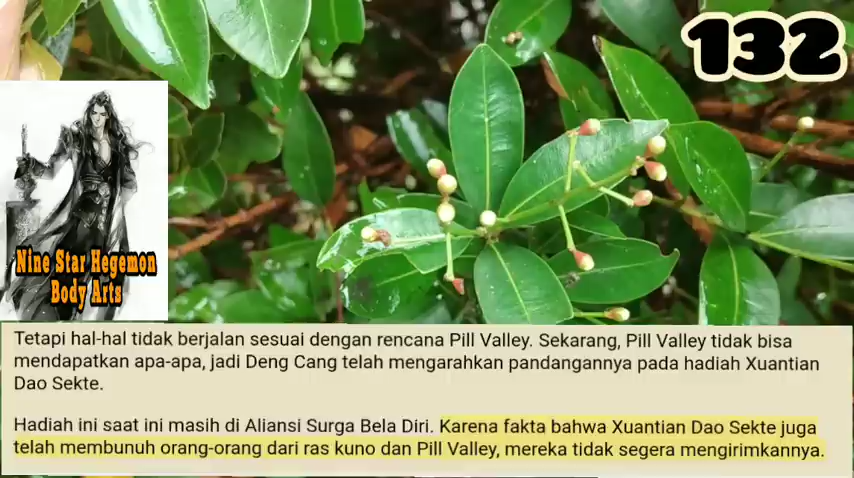 132
Nine Star Hegemon
Body Arts
Tetapi hal-hal tidak berjalan sesuai dengan rencana Pill Valley. Sekarang, Pill Valley tidak bisa
mendapatkan apa-apa, jadi Deng Cang telah mengarahkan pandangannya pada hadiah Xuantian
Dao Sekte.
Hadiah ini saat ini masih di Aliansi Surga Bela Diri. Karena fakta bahwa Xuantian Dao Sekte juga
telah membunuh orang-orang dari ras kuno dan Pill Valley, mereka tidak segera mengirimkannya.